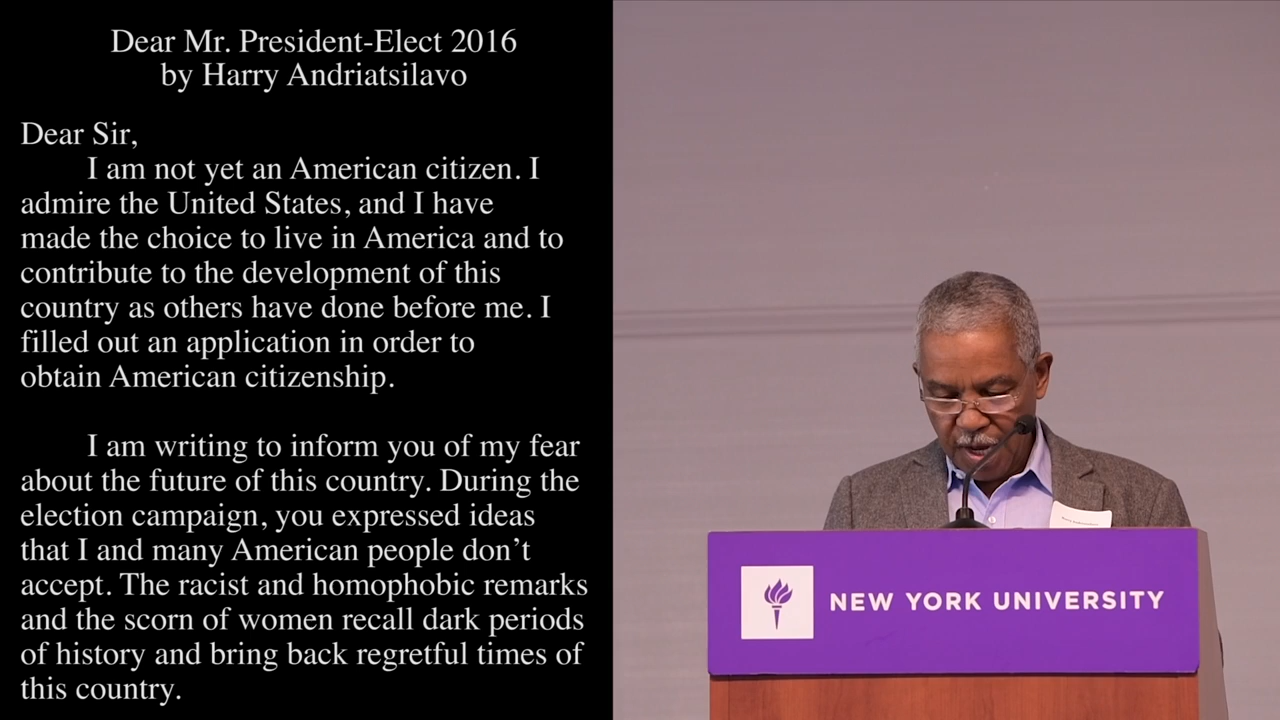 Dear Mr. President-Elect 2016
by Harry Andriatsilavo
Dear Sir,
I am not yet an American citizen. I
admire the United States, and I have
made the choice to live in America and to
contribute to the development of this
country as others have done before me. I
filled out an application in order to
obtain American citizenship.
I am writing to inform you of my fear
about the future of this country. During the
election campaign, you expressed ideas
that I and many American people don't
accept. The racist and homophobic remarks
and the scorn of women recall dark periods
of history and bring back regretful times of
this country.
NEW YORK UNIVERSITY